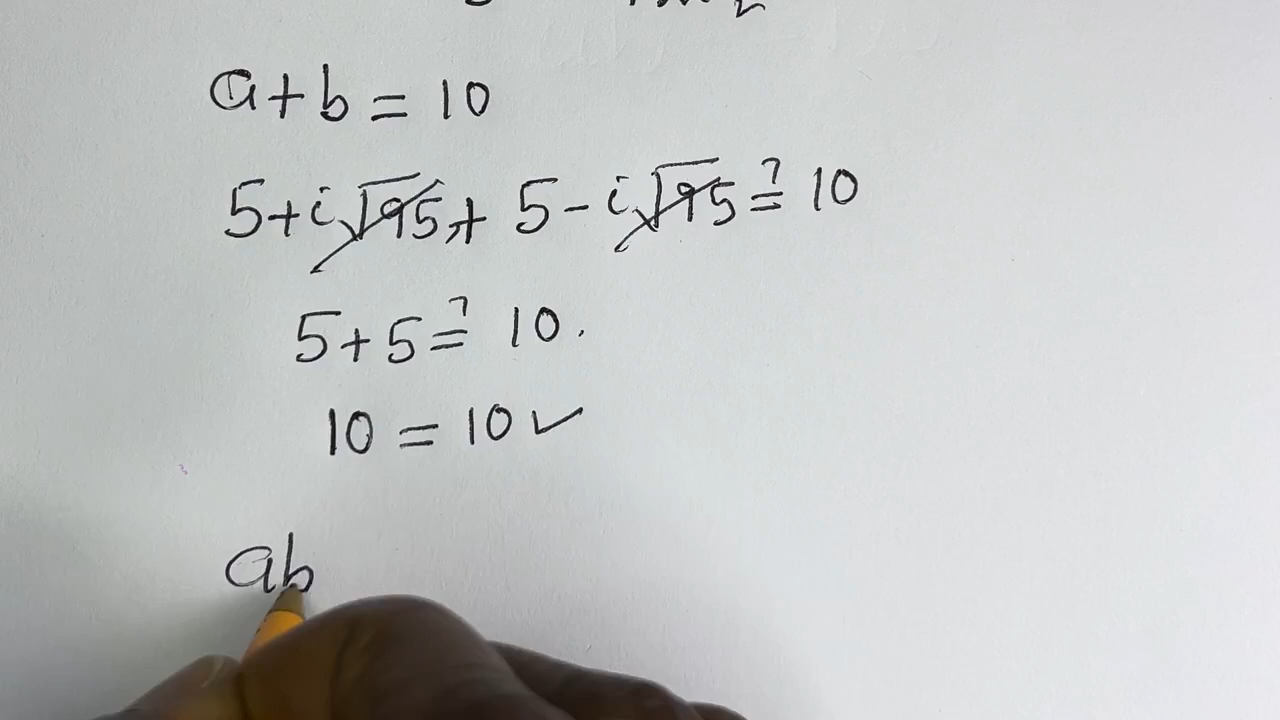 a+b = 10
5+i√95 + 5-i√95 ≟ 10
5+5 ≟ 10.
10 = 10 ✓
ab